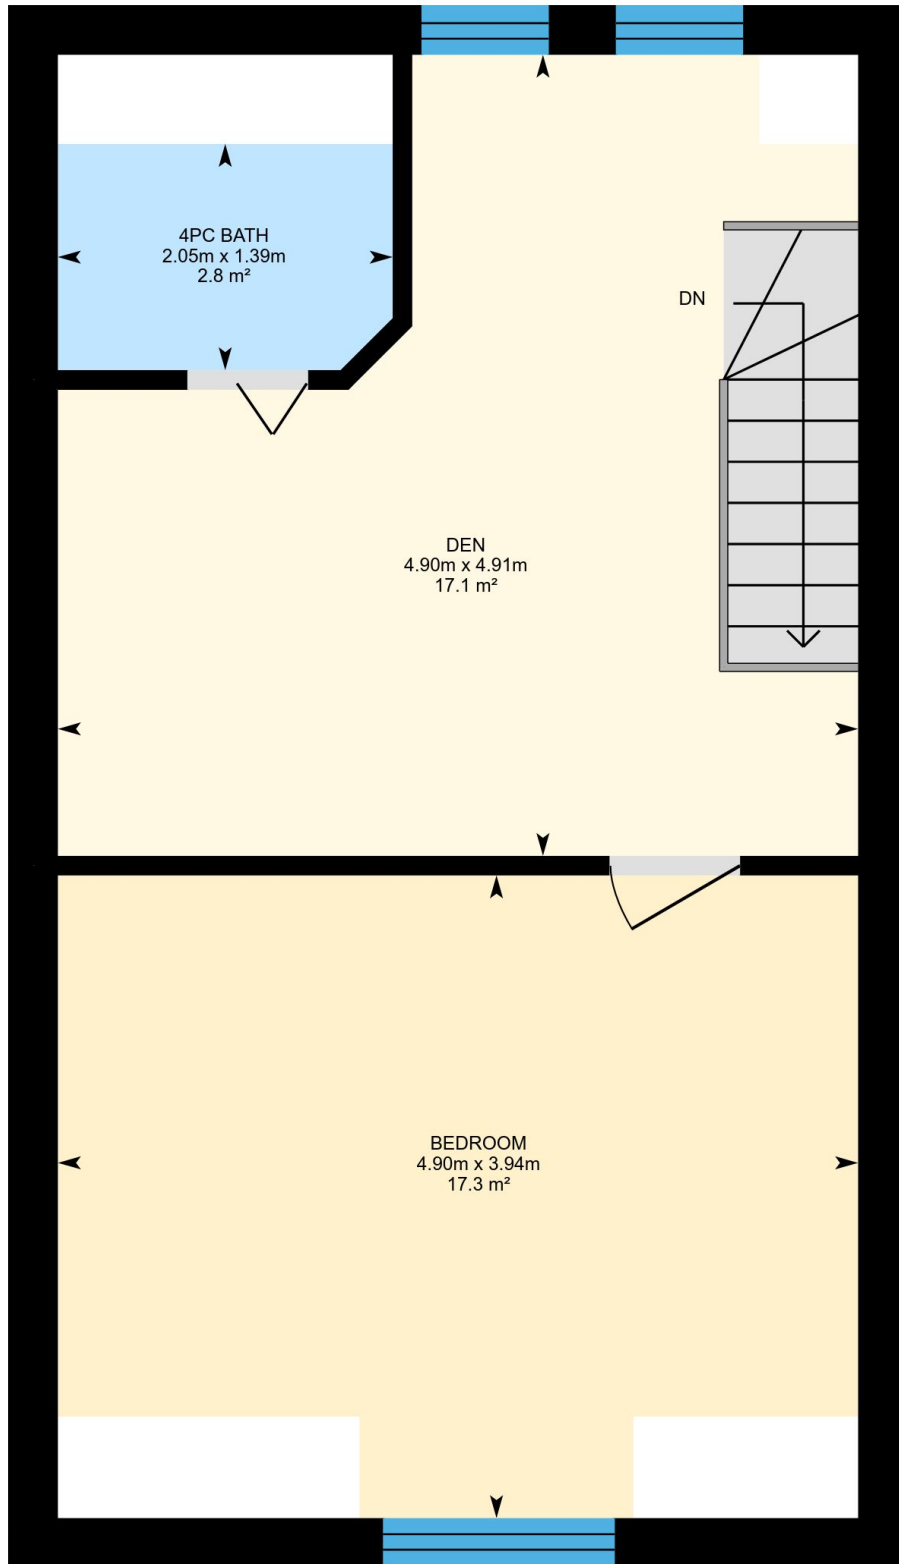 4PC BATH
2.05m x 1.39m
2.8 m²
DN
DEN
4.90m x 4.91m
17.1 m²
BEDROOM
4.90m x 3.94m
17.3 m²